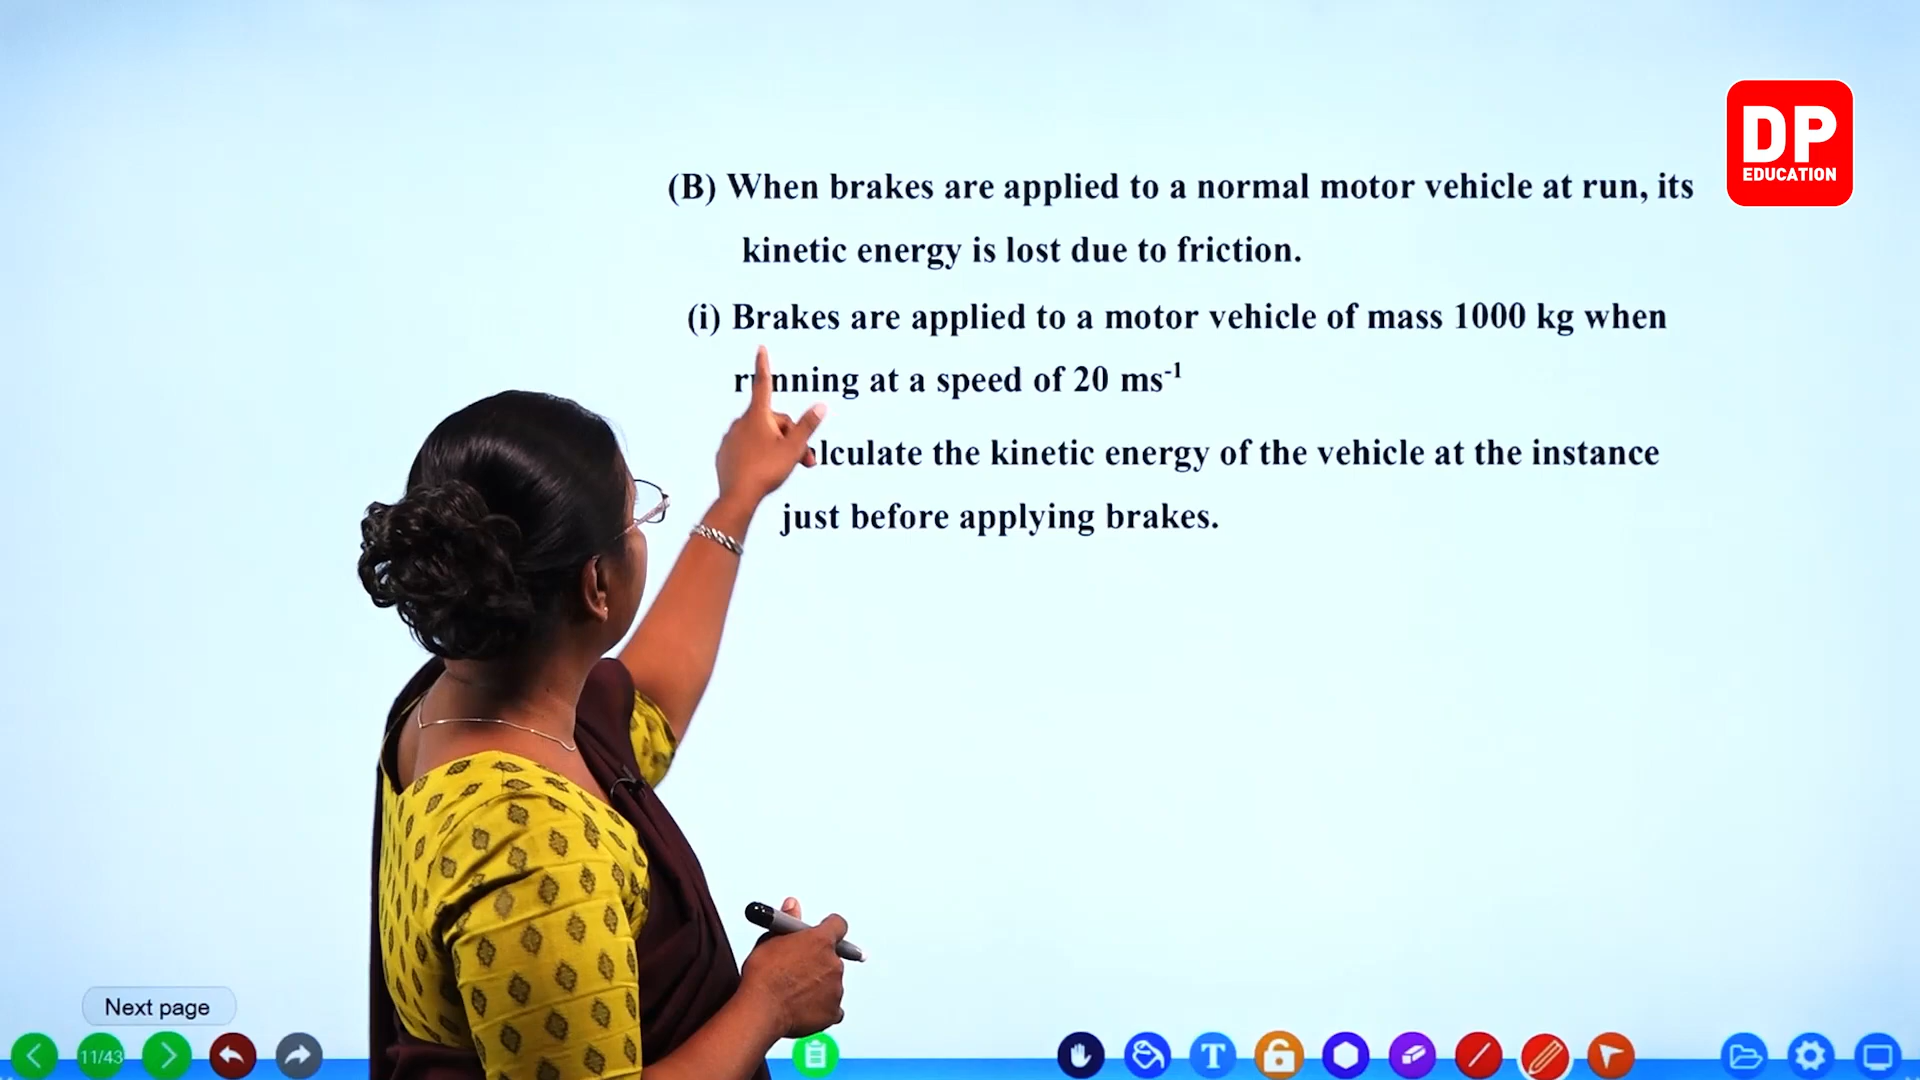 DP
EDUCATION
(B) When brakes are applied to a normal motor vehicle at run, its
kinetic energy is lost due to friction.
(i) Brakes are applied to a motor vehicle of mass 1000 kg when
running at a speed of 20 ms⁻¹
the kinetic energy of the vehicle at the instance
just before applying brakes.
Next page
11/43
T